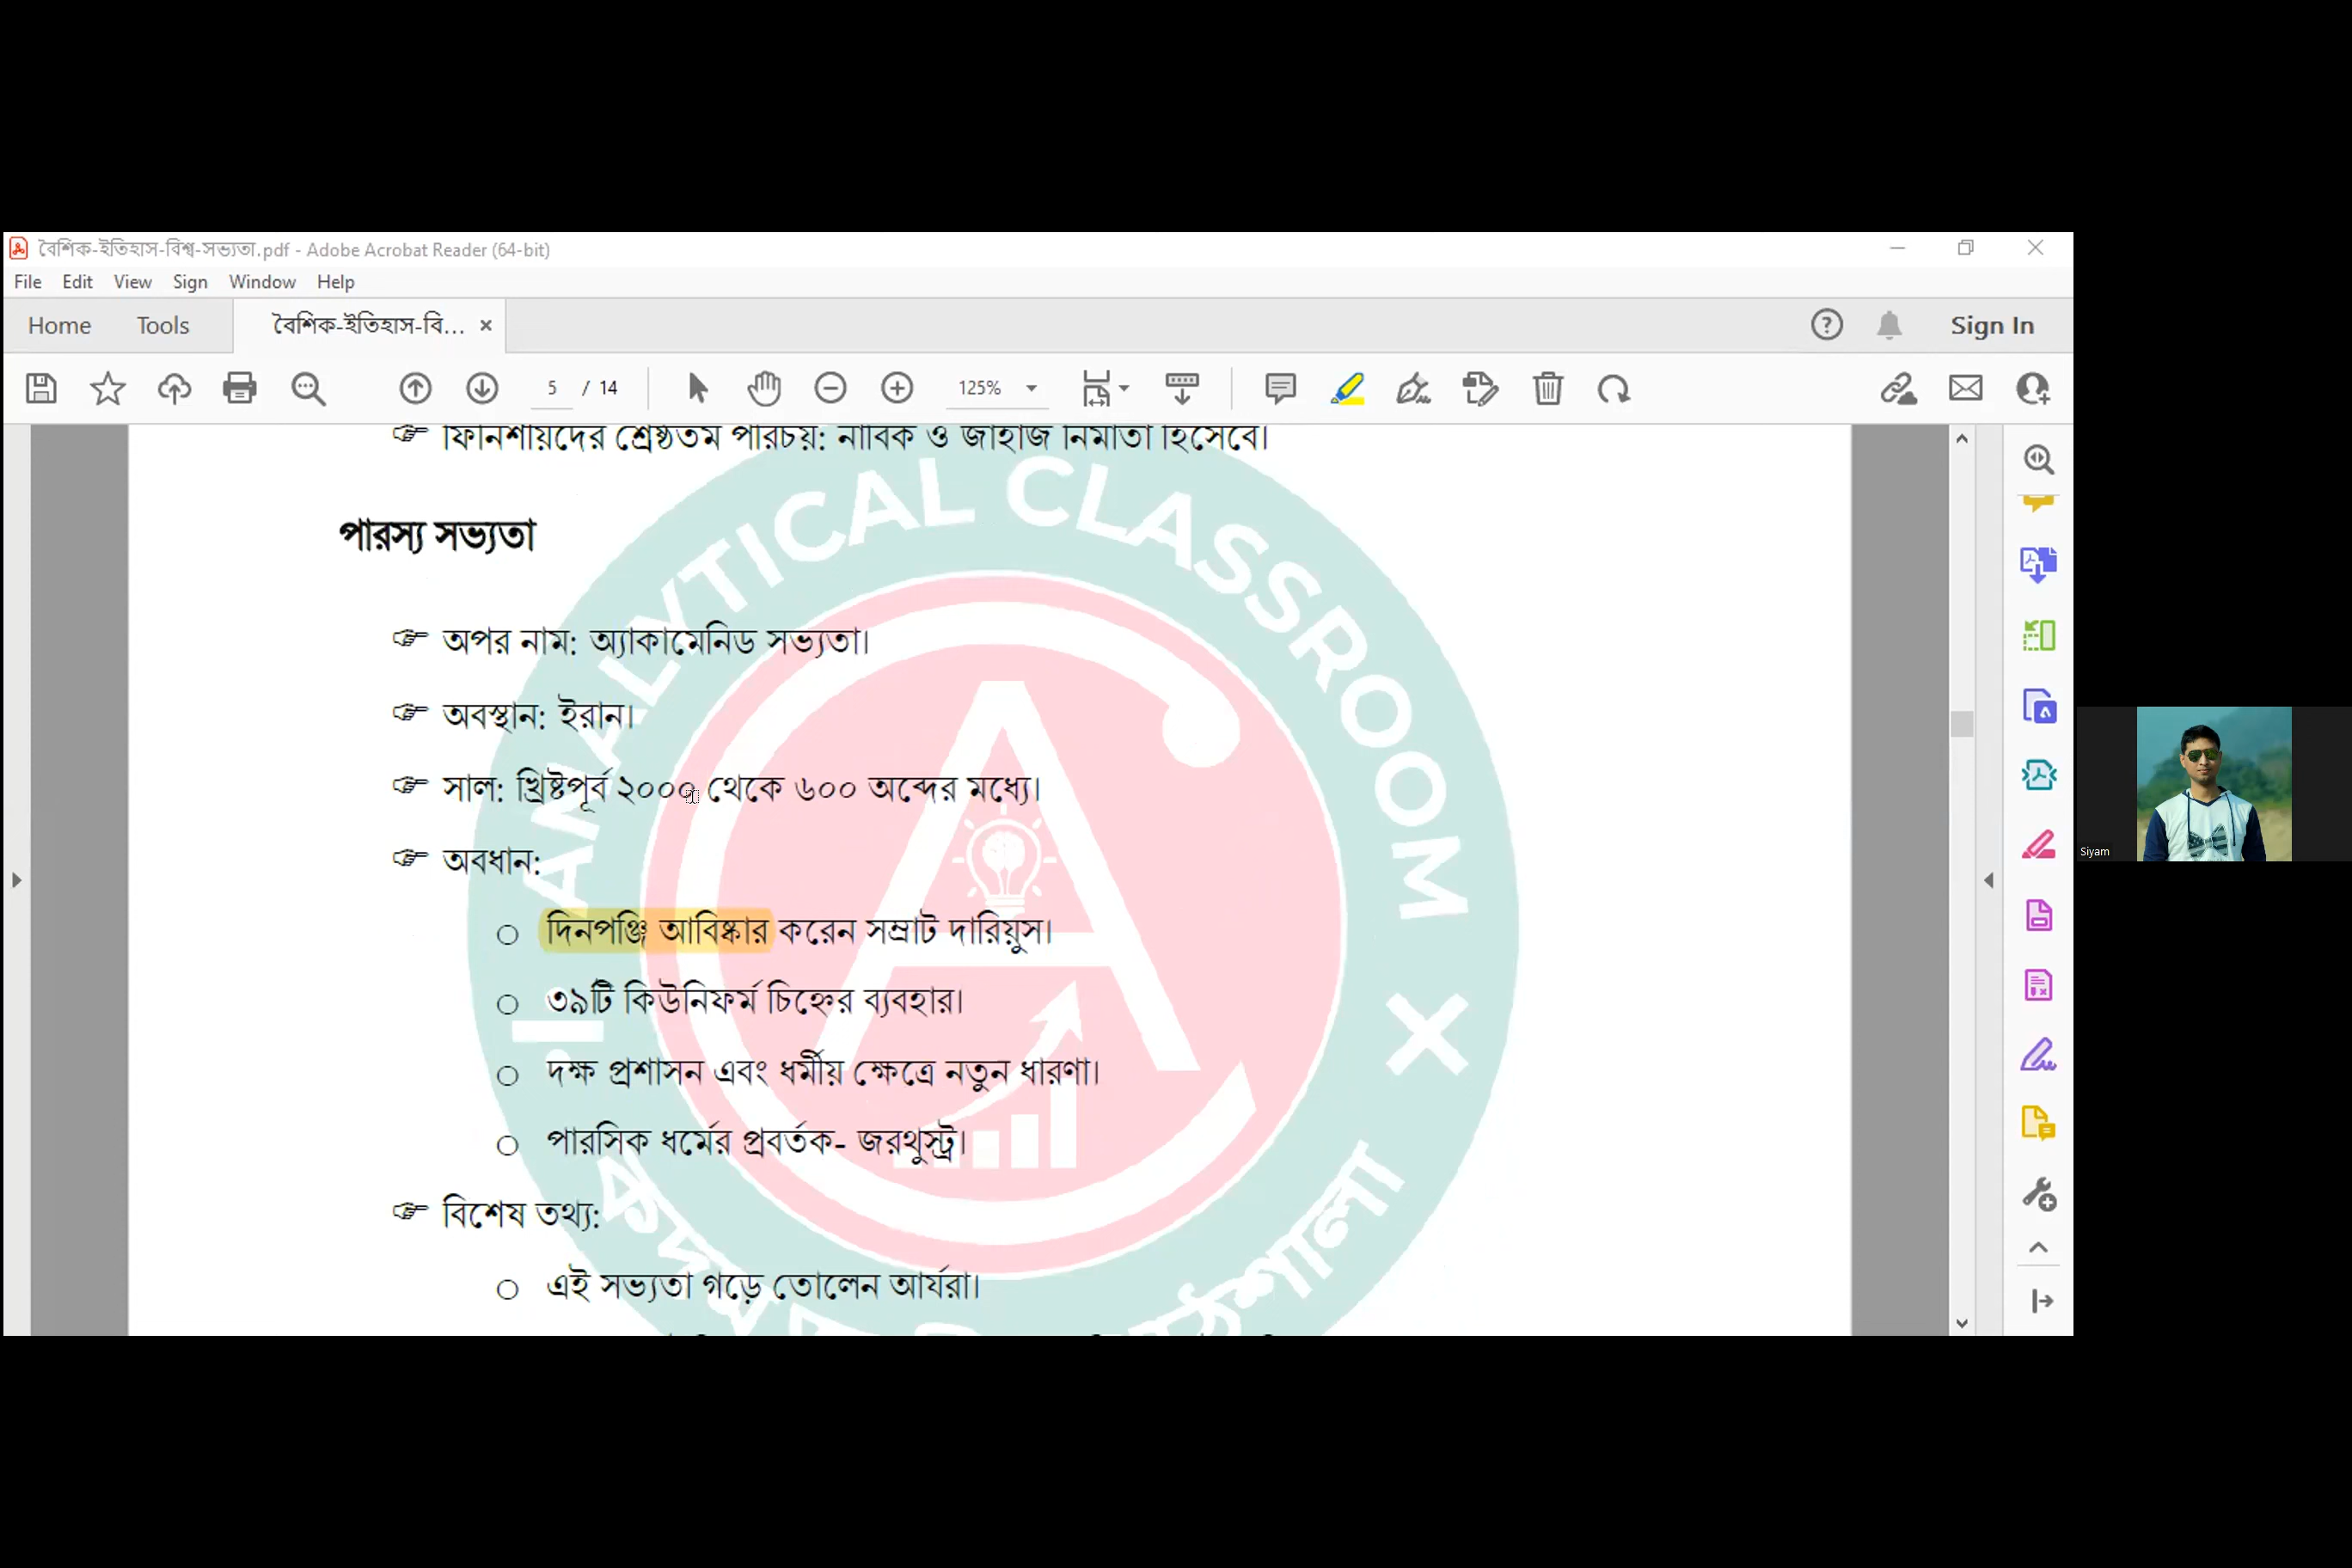 বৈশ্বিক-ইতিহাস-বিশ্ব-সভ্যতা.pdf - Adobe Acrobat Reader (64-bit)
File Edit View Sign Window Help
Home Tools বৈশ্বিক-ইতিহাস-বি... × Sign In
5 / 14 125%
ফিনিশীয়দের শ্রেষ্ঠতম পরিচয়: নাবিক ও জাহাজ নির্মাতা হিসেবে।
পারস্য সভ্যতা
অপর নাম: অ্যাকামেনিড সভ্যতা।
অবস্থান: ইরান।
সাল: খ্রিষ্টপূর্ব ২০০০ থেকে ৬০০ অব্দের মধ্যে।
অবধান:
দিনপঞ্জি আবিষ্কার করেন সম্রাট দারিয়ুস।
৩৯টি কিউনিফর্ম চিহ্নের ব্যবহার।
দক্ষ প্রশাসন এবং ধর্মীয় ক্ষেত্রে নতুন ধারণা।
পারসিক ধর্মের প্রবর্তক- জরথুস্ট্র।
বিশেষ তথ্য:
এই সভ্যতা গড়ে তোলেন আর্যরা।
ANALYTICAL CLASSROOM
Siyam